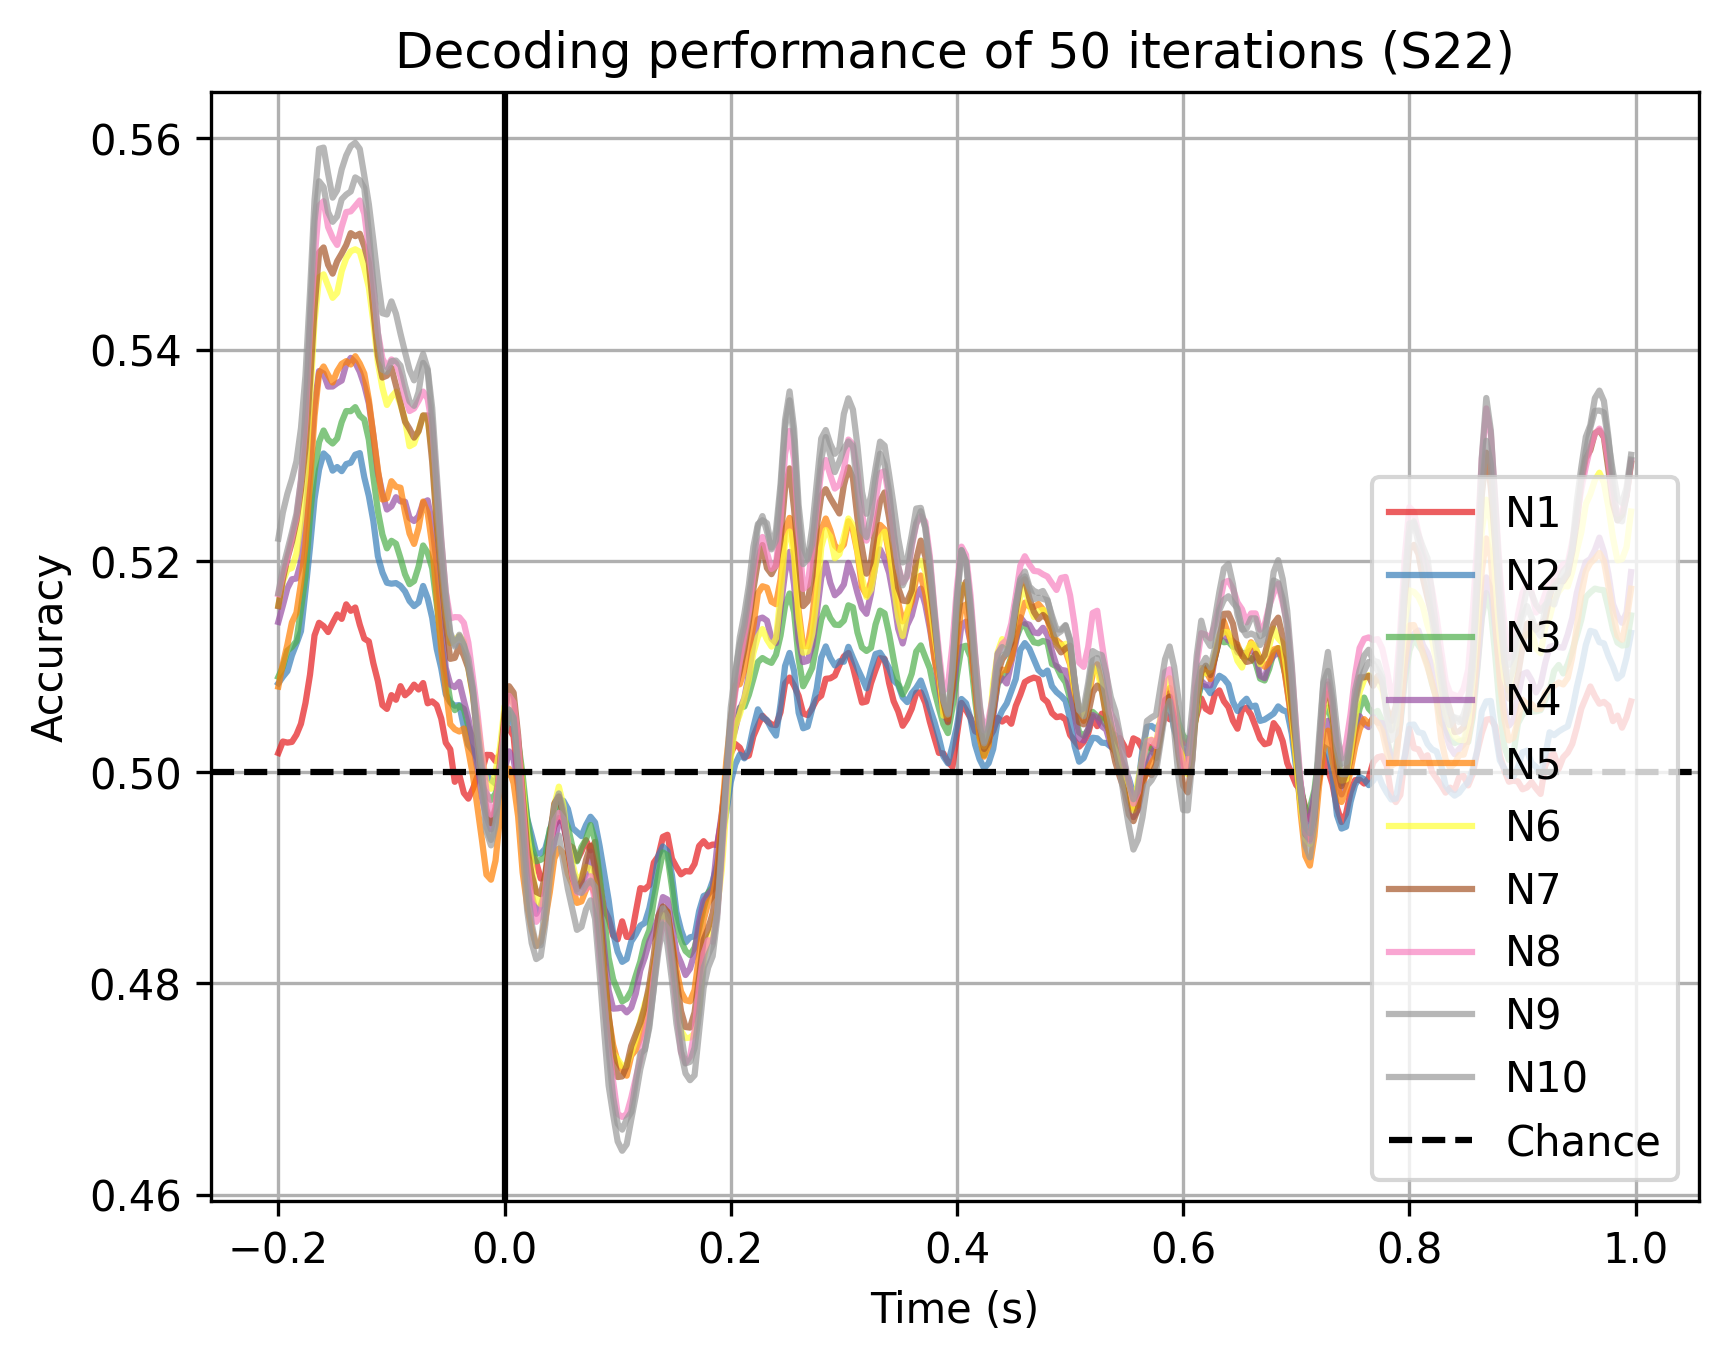 Decoding performance of 50 iterations (S22)
Accuracy
0.56
0.54
0.52
0.50
0.48
0.46
−0.2
0.0
0.2
0.4
0.6
0.8
1.0
Time (s)
N1
N2
N3
N4
N5
N6
N7
N8
N9
N10
Chance